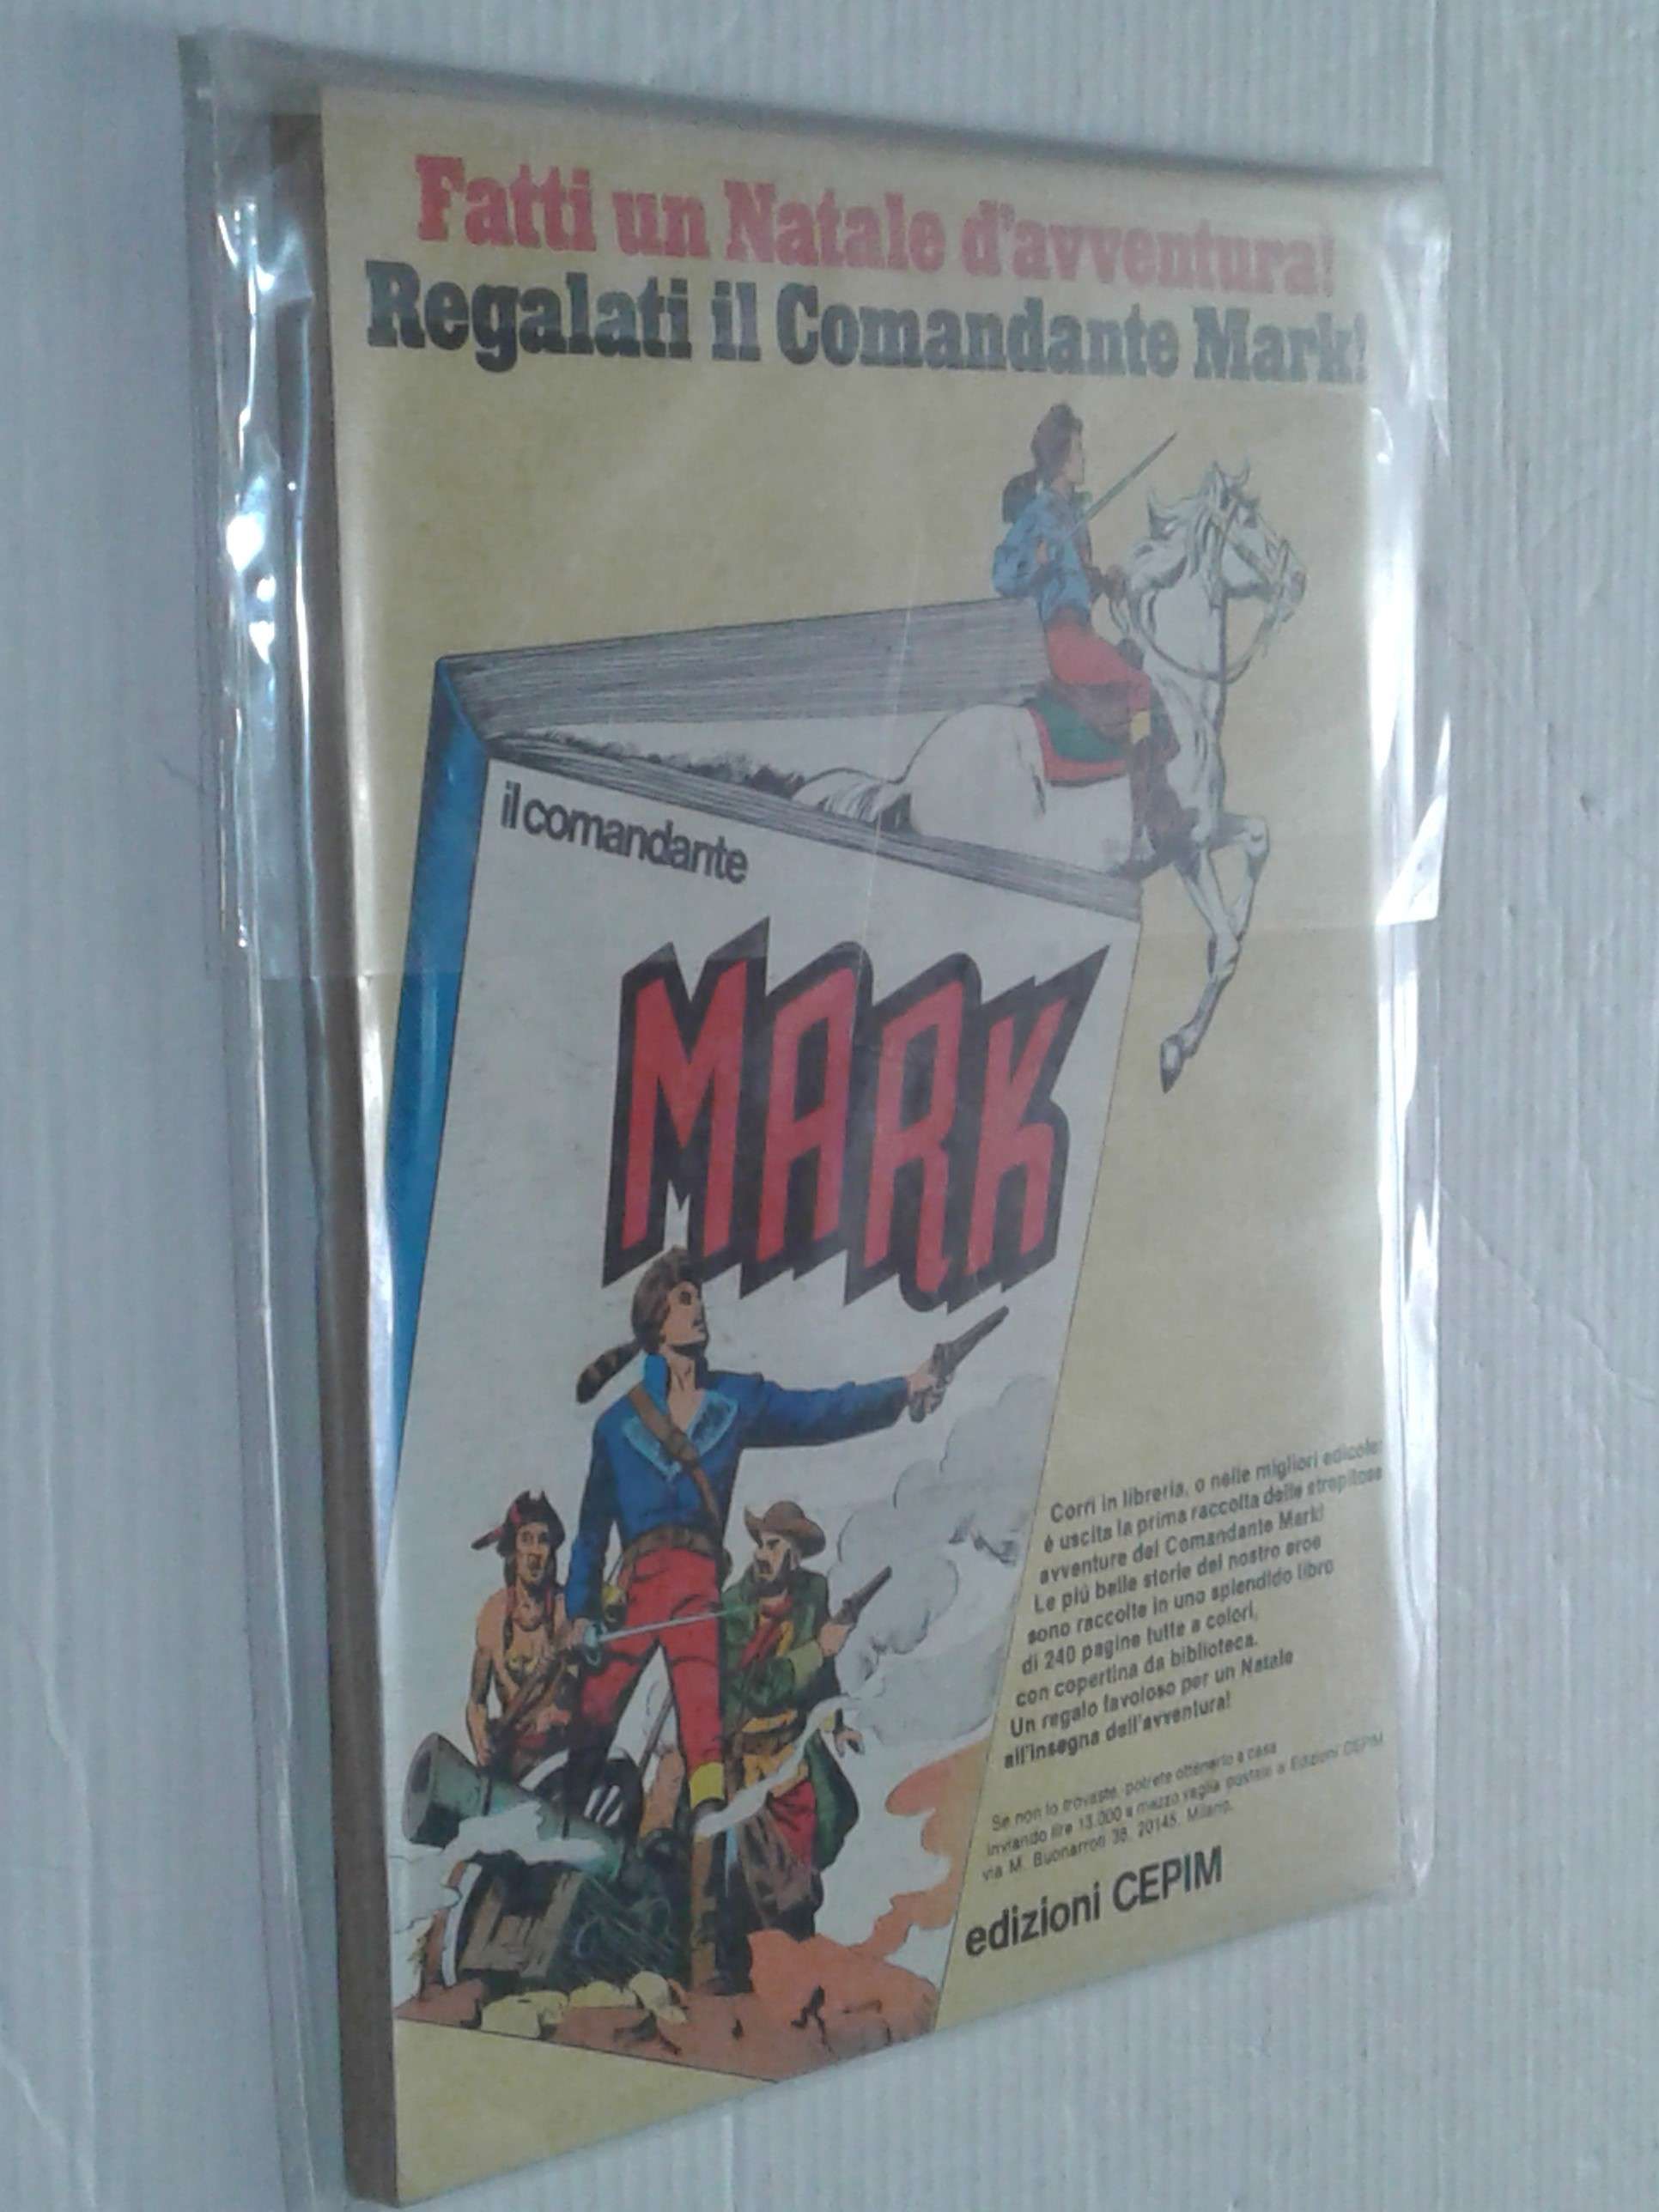 Fatti un Natale d'avventura!
Regalati il Comandante Mark!
il comandante
MARK
Corri in libreria, o nelle migliori edicole:
è uscita la prima raccolta delle strepitose
avventure del Comandante Mark!
Le più belle storie del nostro eroe
sono raccolte in uno splendido libro
di 240 pagine tutte a colori,
con copertina da biblioteca.
Un regalo favoloso per un Natale
all'insegna dell'avventura!
Se non lo trovaste, potrete ottenerlo a casa
inviando lire 13.000 a mezzo vaglia postale a Edizioni CEPIM
via M. Buonarroti 38, 20145, Milano.
edizioni CEPIM